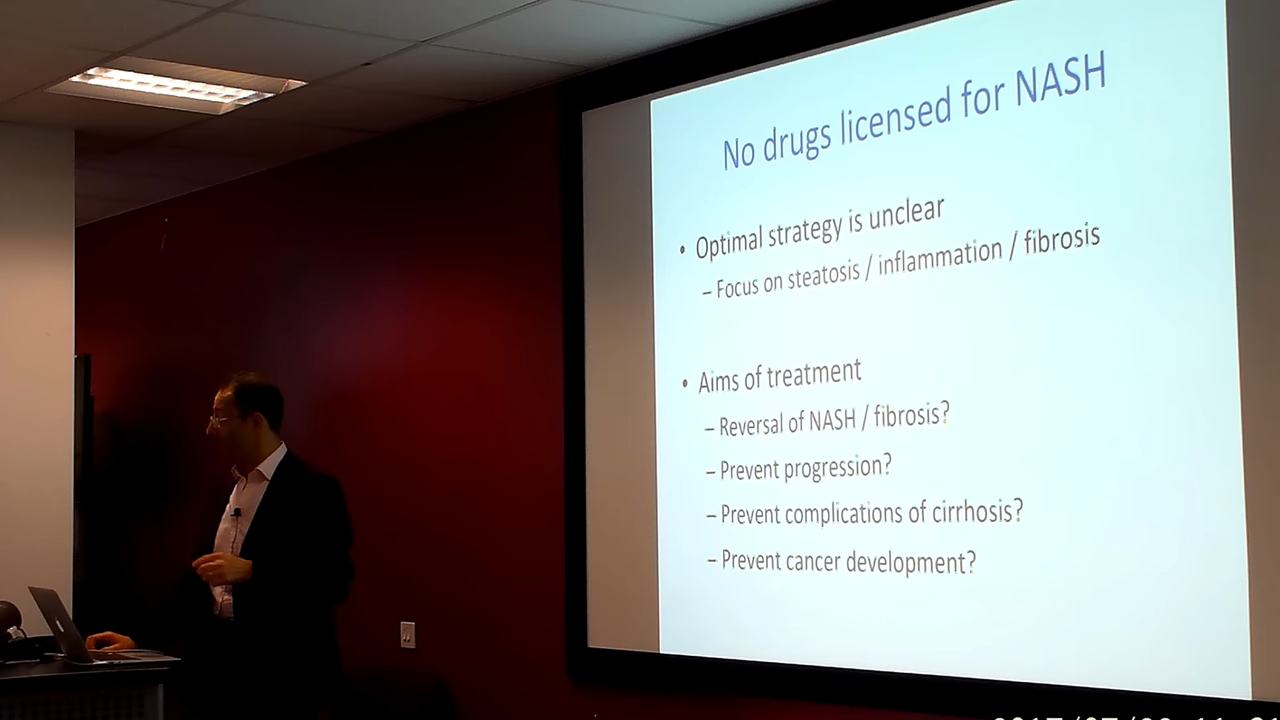 No drugs licensed for NASH
• Optimal strategy is unclear
– Focus on steatosis / inflammation / fibrosis
• Aims of treatment
– Reversal of NASH / fibrosis?
– Prevent progression?
– Prevent complications of cirrhosis?
– Prevent cancer development?